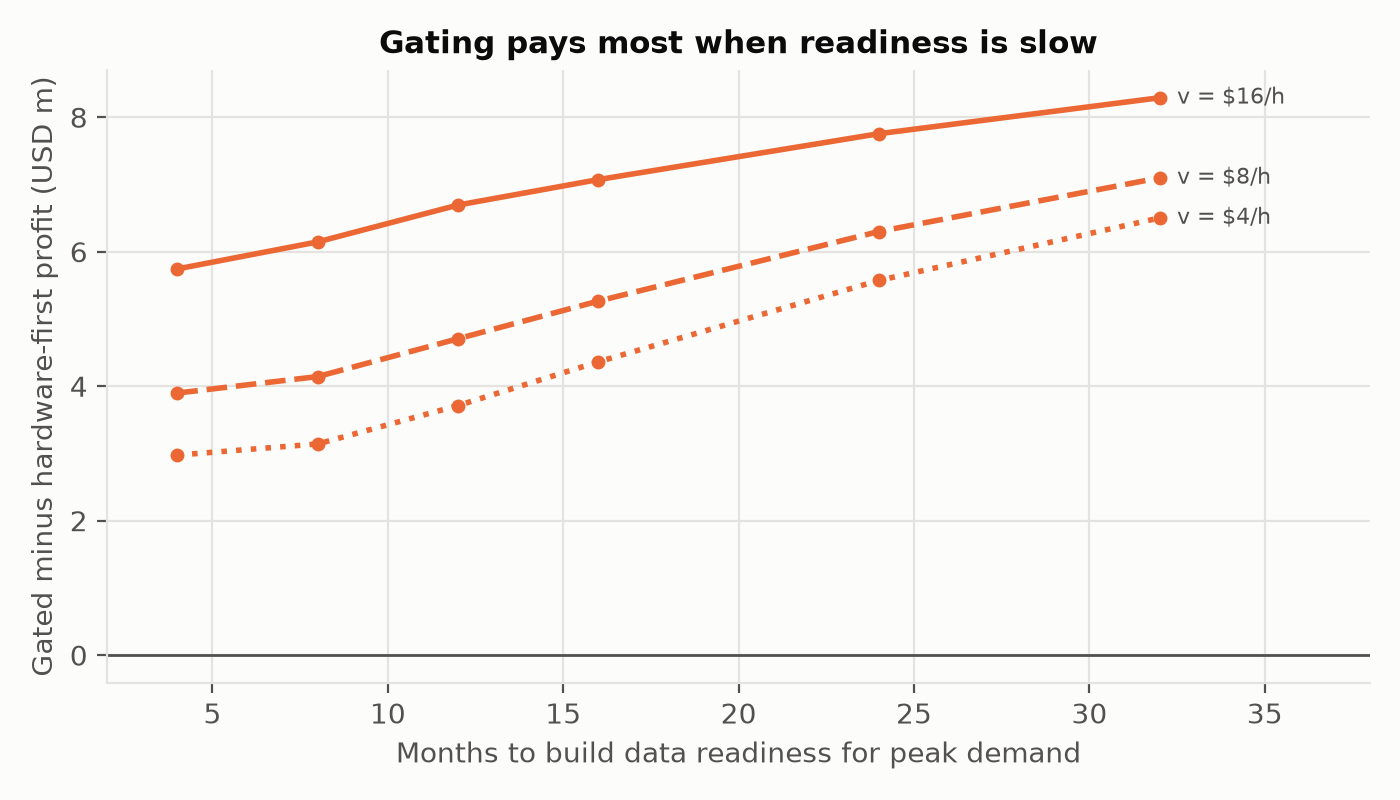 Gating pays most when readiness is slow
Gated minus hardware-first profit (USD m)
8
6
4
2
0
v = $16/h
v = $8/h
v = $4/h
5 10 15 20 25 30 35
Months to build data readiness for peak demand